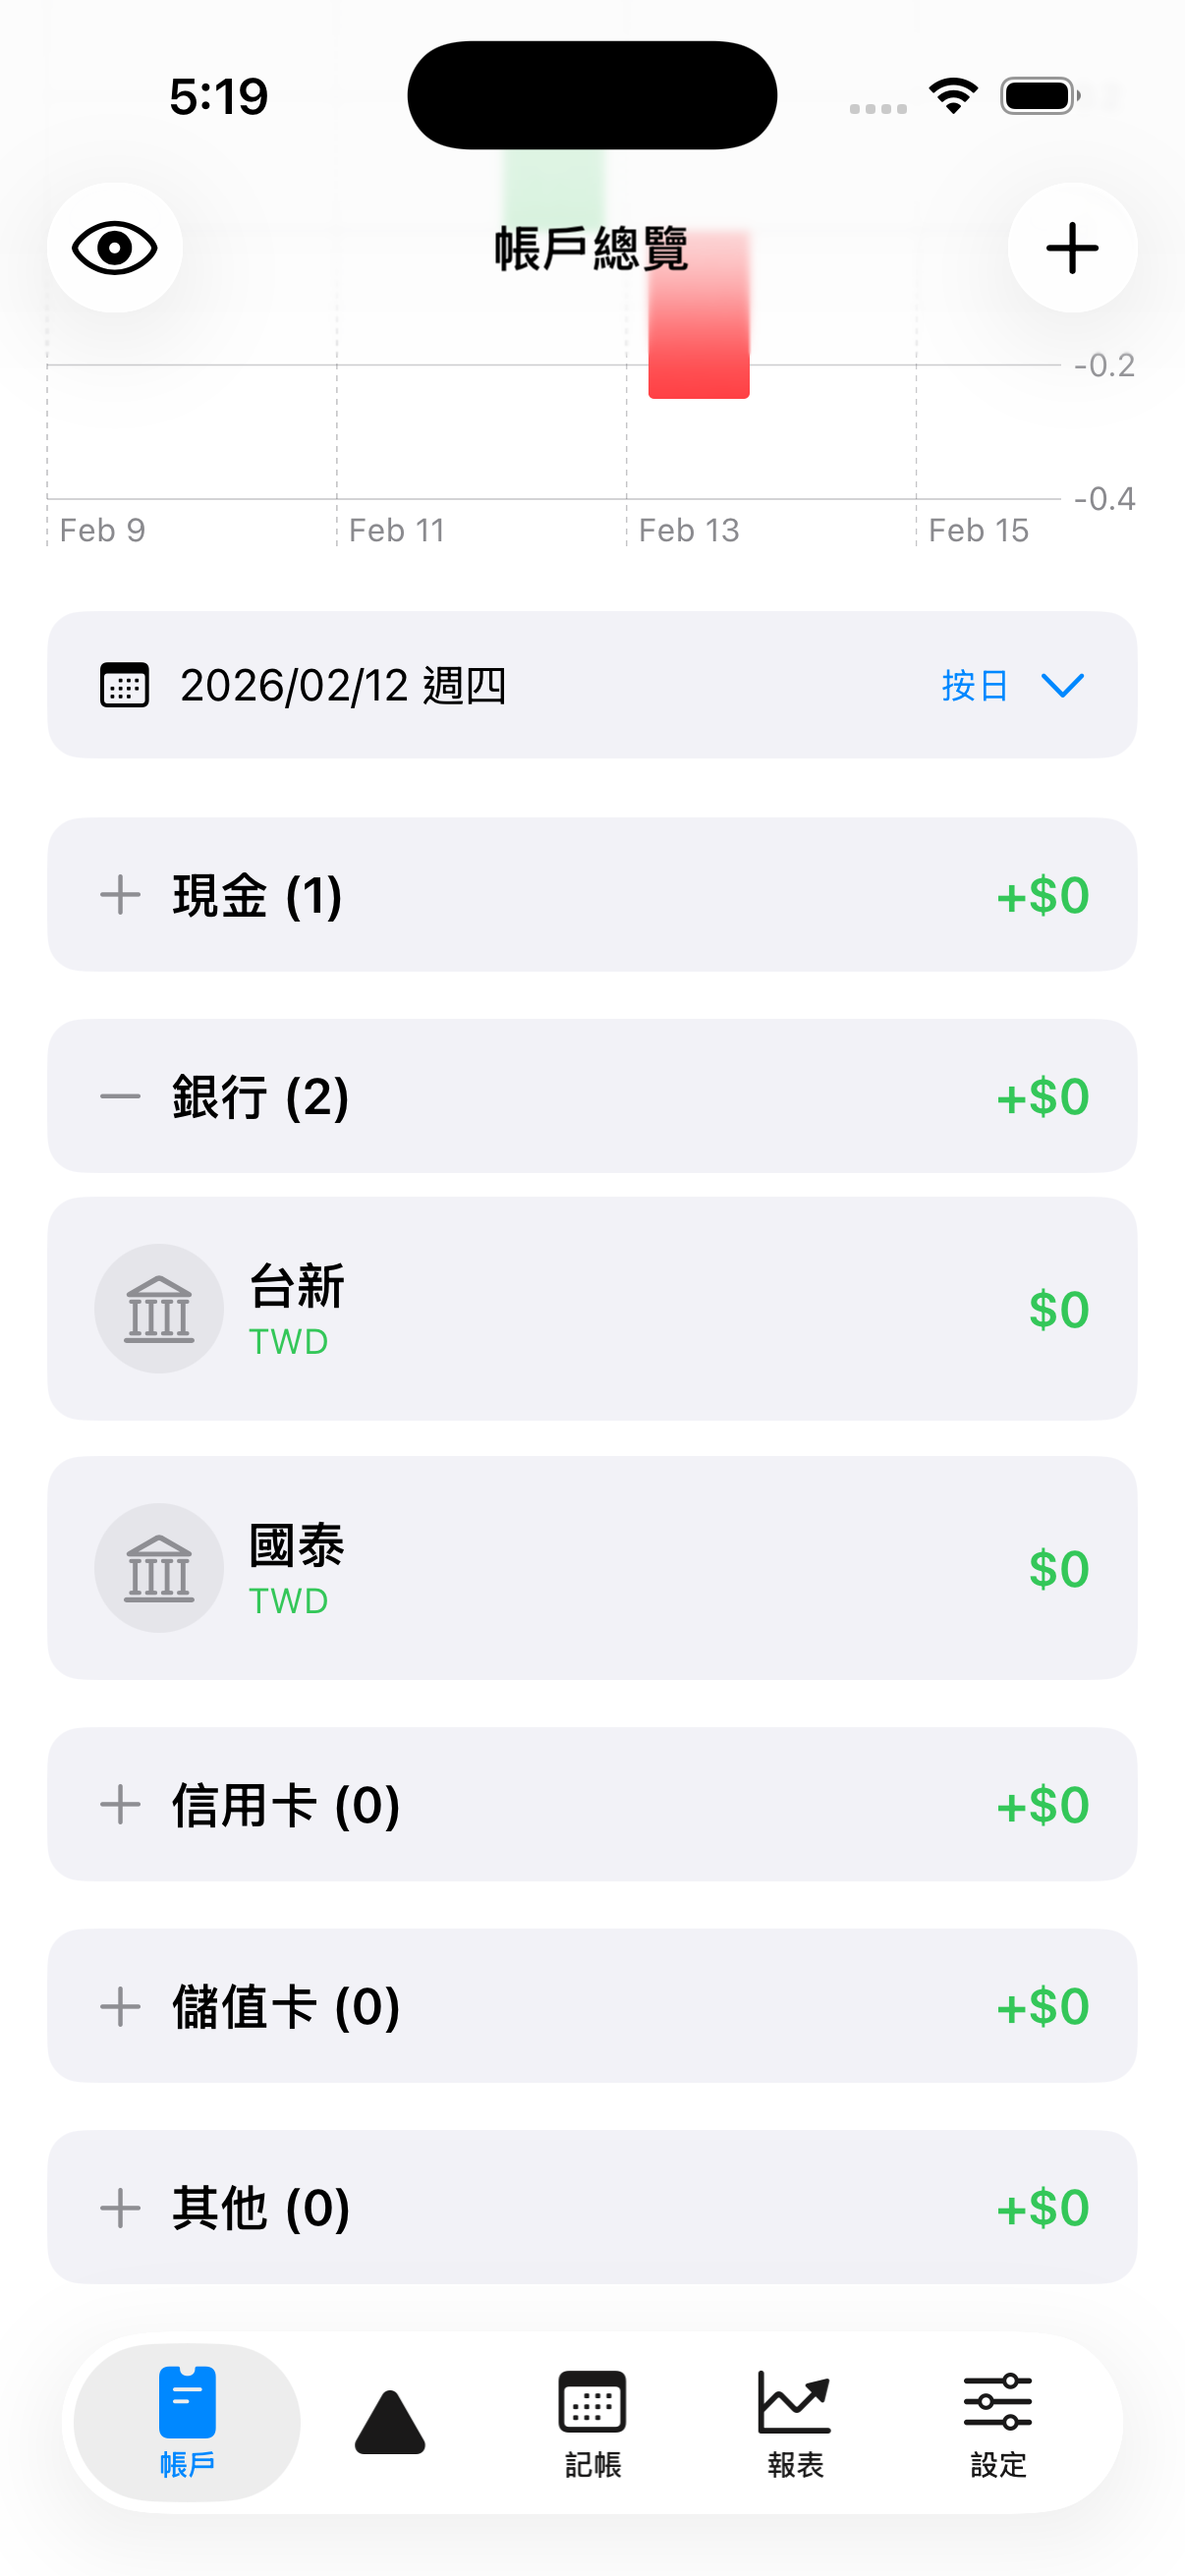 5:19
帳戶總覽
-0.2
-0.4
Feb 9
Feb 11
Feb 13
Feb 15
2026/02/12 週四
按日
現金 (1)
+$0
銀行 (2)
+$0
台新
TWD
$0
國泰
TWD
$0
信用卡 (0)
+$0
儲值卡 (0)
+$0
其他 (0)
+$0
帳戶
記帳
報表
設定